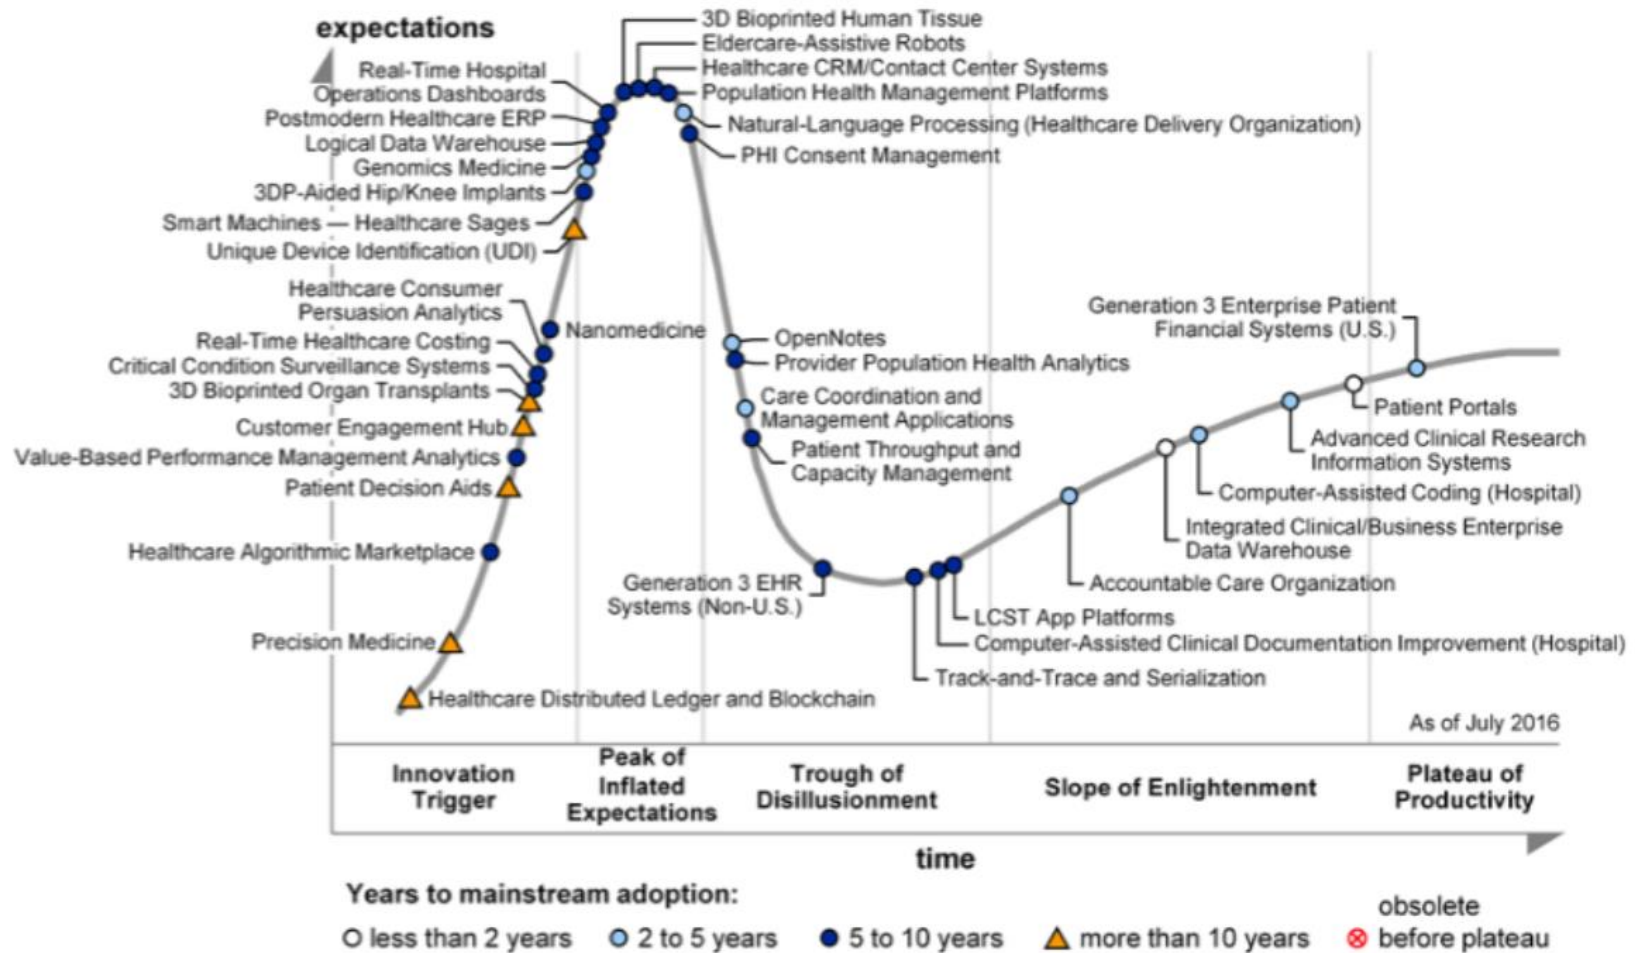 expectations
3D Bioprinted Human Tissue
Eldercare-Assistive Robots
Healthcare CRM/Contact Center Systems
Population Health Management Platforms
Natural-Language Processing (Healthcare Delivery Organization)
PHI Consent Management
Real-Time Hospital
Operations Dashboards
Postmodern Healthcare ERP
Logical Data Warehouse
Genomics Medicine
3DP-Aided Hip/Knee Implants
Smart Machines — Healthcare Sages
Unique Device Identification (UDI)
Healthcare Consumer
Persuasion Analytics
Nanomedicine
Real-Time Healthcare Costing
Critical Condition Surveillance Systems
3D Bioprinted Organ Transplants
Customer Engagement Hub
Value-Based Performance Management Analytics
Patient Decision Aids
Healthcare Algorithmic Marketplace
Precision Medicine
Healthcare Distributed Ledger and Blockchain
OpenNotes
Provider Population Health Analytics
Care Coordination and
Management Applications
Patient Throughput and
Capacity Management
Generation 3 EHR
Systems (Non-U.S.)
LCST App Platforms
Computer-Assisted Clinical Documentation Improvement (Hospital)
Track-and-Trace and Serialization
Generation 3 Enterprise Patient
Financial Systems (U.S.)
Patient Portals
Advanced Clinical Research
Information Systems
Computer-Assisted Coding (Hospital)
Integrated Clinical/Business Enterprise
Data Warehouse
Accountable Care Organization
As of July 2016
Innovation
Trigger
Peak of
Inflated
Expectations
Trough of
Disillusionment
Slope of Enlightenment
Plateau of
Productivity
time
Years to mainstream adoption:
less than 2 years
2 to 5 years
5 to 10 years
more than 10 years
obsolete
before plateau